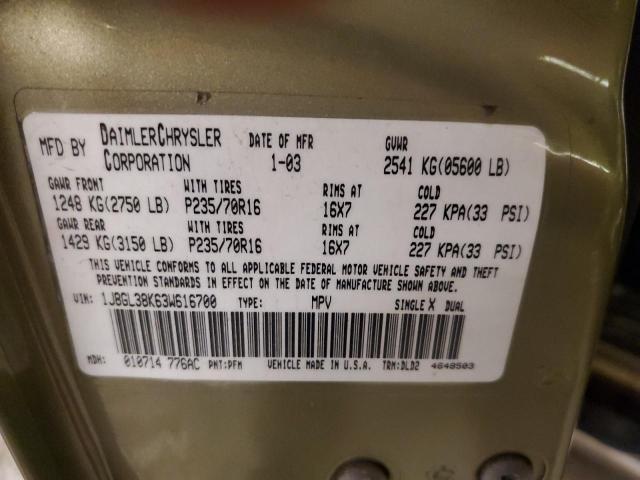 MFD BY DAIMLERCHRYSLER CORPORATION DATE OF MFR 1-03 GVWR 2541 KG(05600 LB)
GAWR FRONT WITH TIRES RIMS AT COLD
1248 KG(2750 LB) P235/70R16 16X7 227 KPA(33 PSI)
GAWR REAR WITH TIRES RIMS AT COLD
1429 KG(3150 LB) P235/70R16 16X7 227 KPA(33 PSI)
THIS VEHICLE CONFORMS TO ALL APPLICABLE FEDERAL MOTOR VEHICLE SAFETY AND THEFT
PREVENTION STANDARDS IN EFFECT ON THE DATE OF MANUFACTURE SHOWN ABOVE.
VIN: 1J8GL38K63W616700 TYPE: MPV SINGLE X DUAL
MDH: 010714 776AC PNT:PFM VEHICLE MADE IN U.S.A. TRM:DLD2 4648503